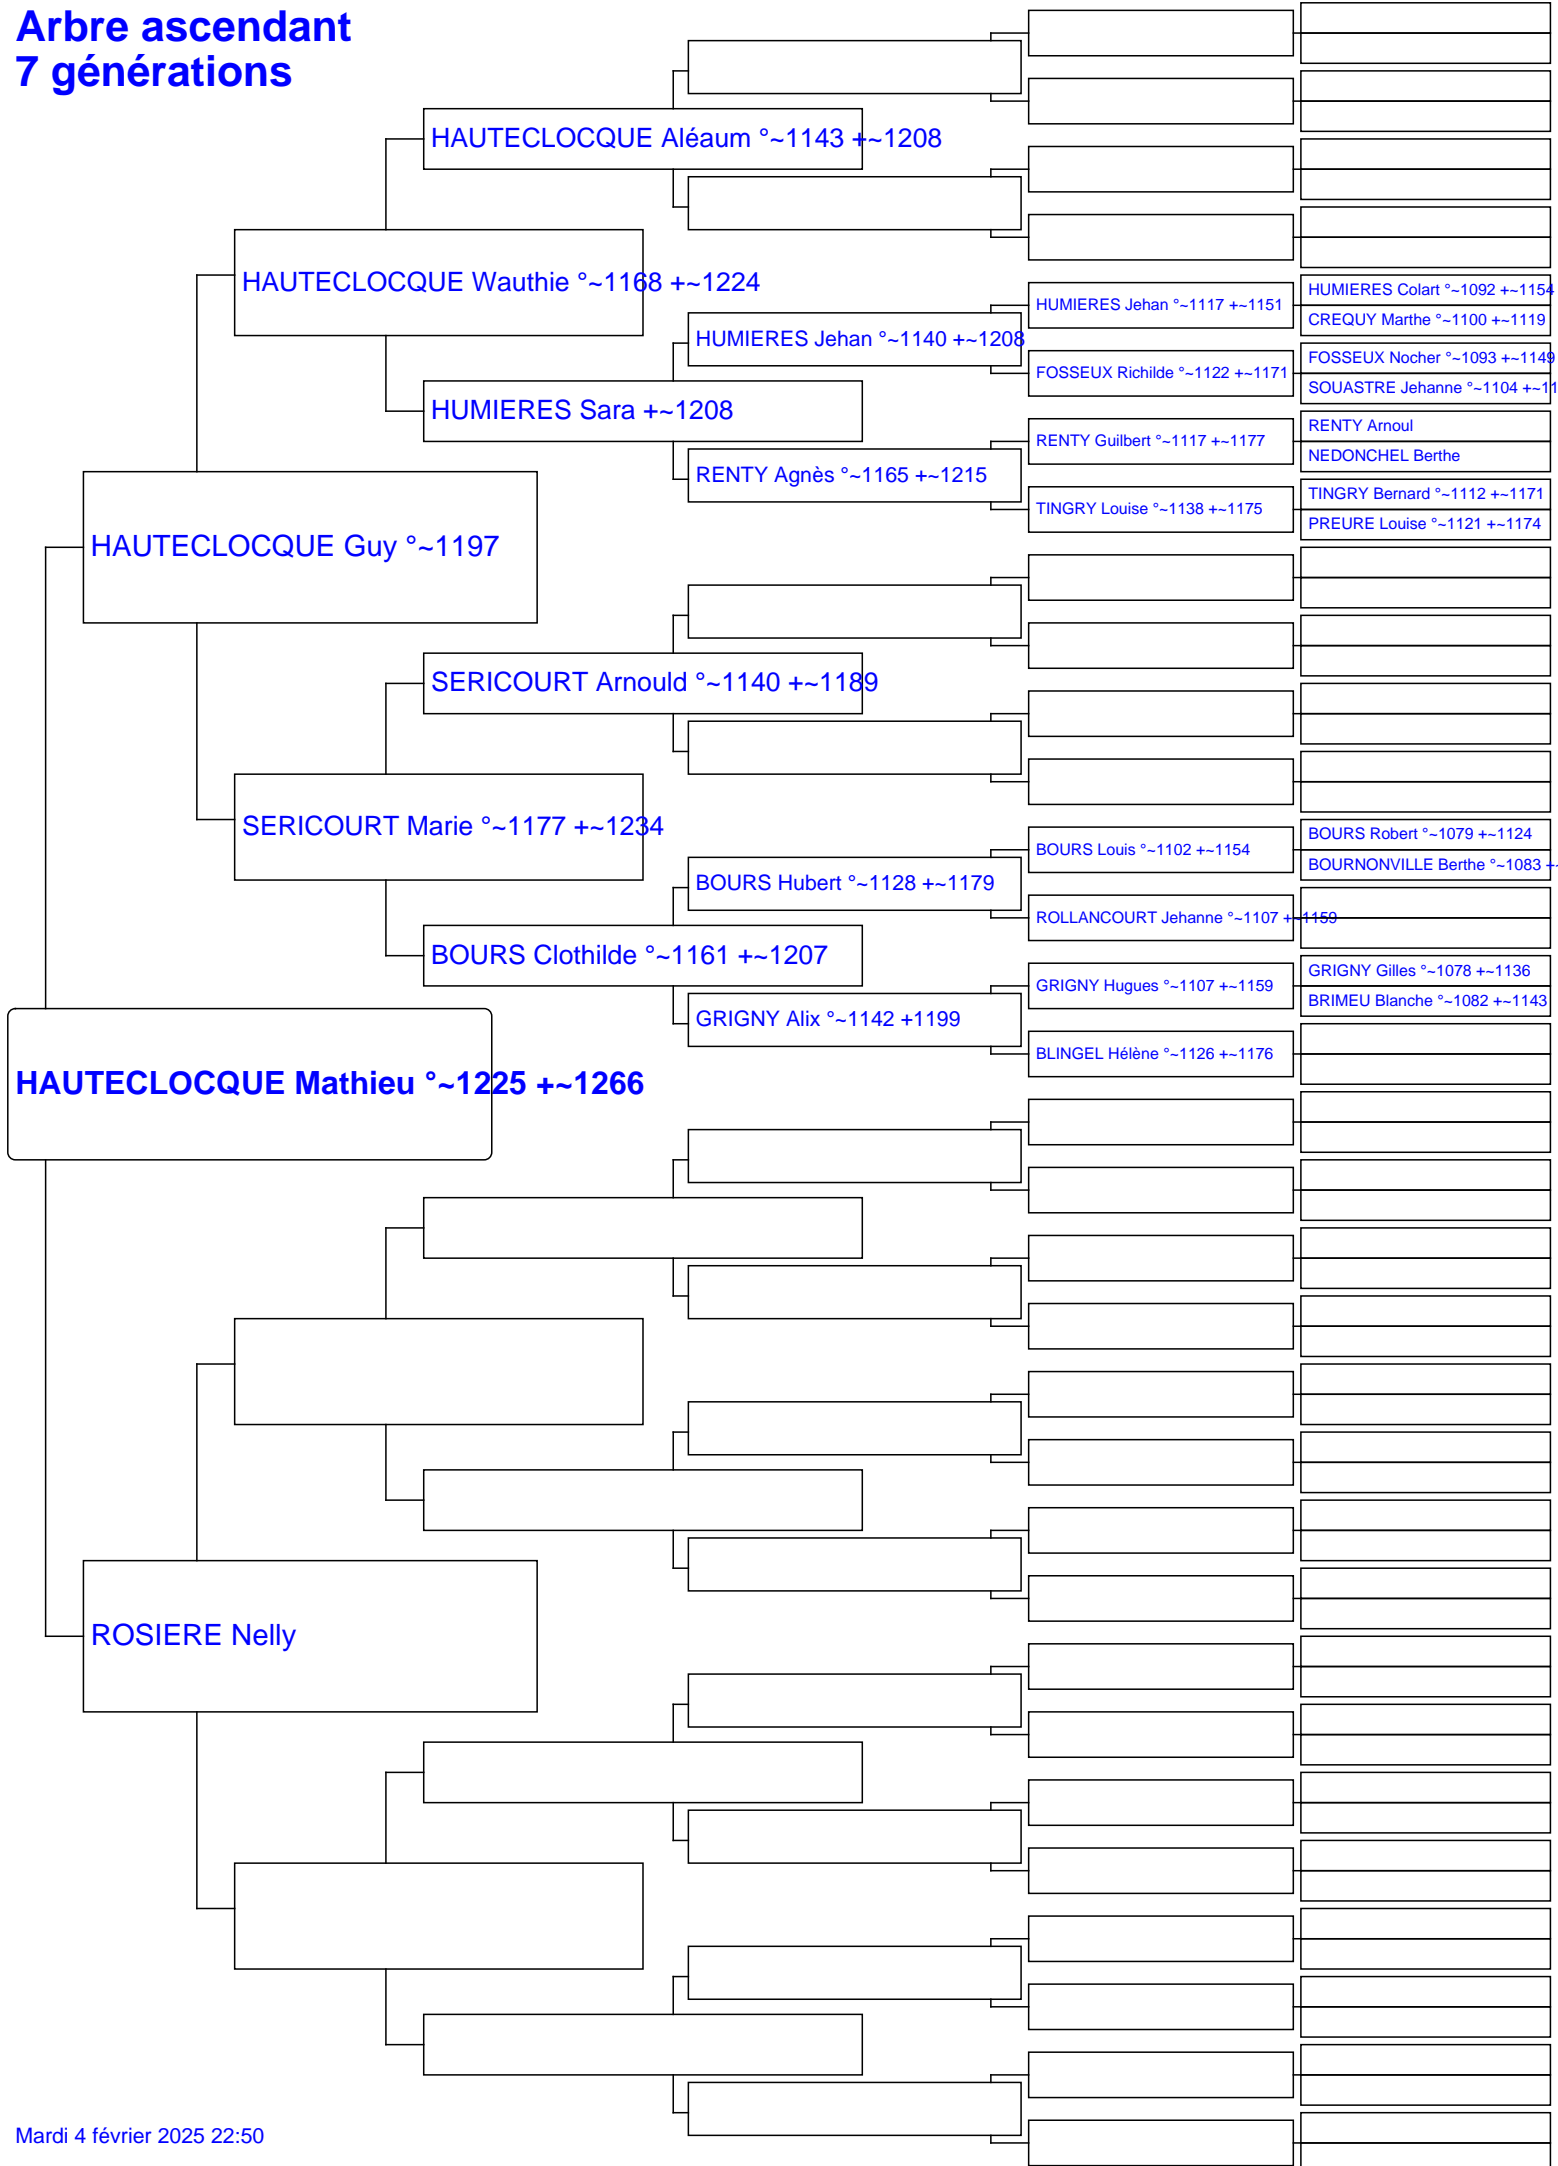 Arbre ascendant
7 générations
HAUTECLOCQUE Aléaum °~1143 +~1208
HAUTECLOCQUE Wauthie °~1168 +~1224
HUMIERES Colart °~1092 +~1154
HUMIERES Jehan °~1117 +~1151
CREQUY Marthe °~1100 +~1119
HUMIERES Jehan °~1140 +~1208
FOSSEUX Nocher °~1093 +~1149
FOSSEUX Richilde °~1122 +~1171
SOUASTRE Jehanne °~1104 +~11
HUMIERES Sara +~1208
RENTY Arnoul
RENTY Guilbert °~1117 +~1177
NEDONCHEL Berthe
RENTY Agnès °~1165 +~1215
TINGRY Bernard °~1112 +~1171
TINGRY Louise °~1138 +~1175
PREURE Louise °~1121 +~1174
HAUTECLOCQUE Guy °~1197
SERICOURT Arnould °~1140 +~1189
SERICOURT Marie °~1177 +~1234
BOURS Robert °~1079 +~1124
BOURS Louis °~1102 +~1154
BOURNONVILLE Berthe °~1083 +~
BOURS Hubert °~1128 +~1179
ROLLANCOURT Jehanne °~1107 +~1159
BOURS Clothilde °~1161 +~1207
GRIGNY Gilles °~1078 +~1136
GRIGNY Hugues °~1107 +~1159
BRIMEU Blanche °~1082 +~1143
GRIGNY Alix °~1142 +1199
BLINGEL Hélène °~1126 +~1176
HAUTECLOCQUE Mathieu °~1225 +~1266
ROSIERE Nelly
Mardi 4 février 2025 22:50